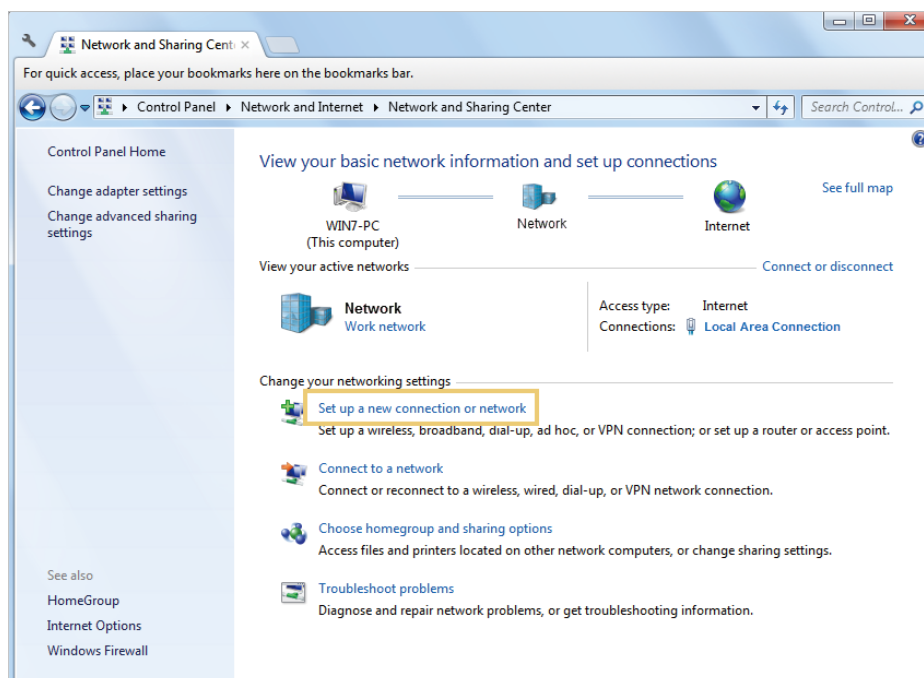 Network and Sharing Cent
For quick access, place your bookmarks here on the bookmarks bar.
Control Panel Network and Internet Network and Sharing Center
Search Control...
Control Panel Home
Change adapter settings
Change advanced sharing
settings
View your basic network information and set up connections
See full map
WIN7-PC
(This computer)
Network
Internet
View your active networks
Connect or disconnect
Network
Work network
Access type: Internet
Connections: Local Area Connection
Change your networking settings
Set up a new connection or network
Set up a wireless, broadband, dial-up, ad hoc, or VPN connection; or set up a router or access point.
Connect to a network
Connect or reconnect to a wireless, wired, dial-up, or VPN network connection.
Choose homegroup and sharing options
Access files and printers located on other network computers, or change sharing settings.
Troubleshoot problems
Diagnose and repair network problems, or get troubleshooting information.
See also
HomeGroup
Internet Options
Windows Firewall